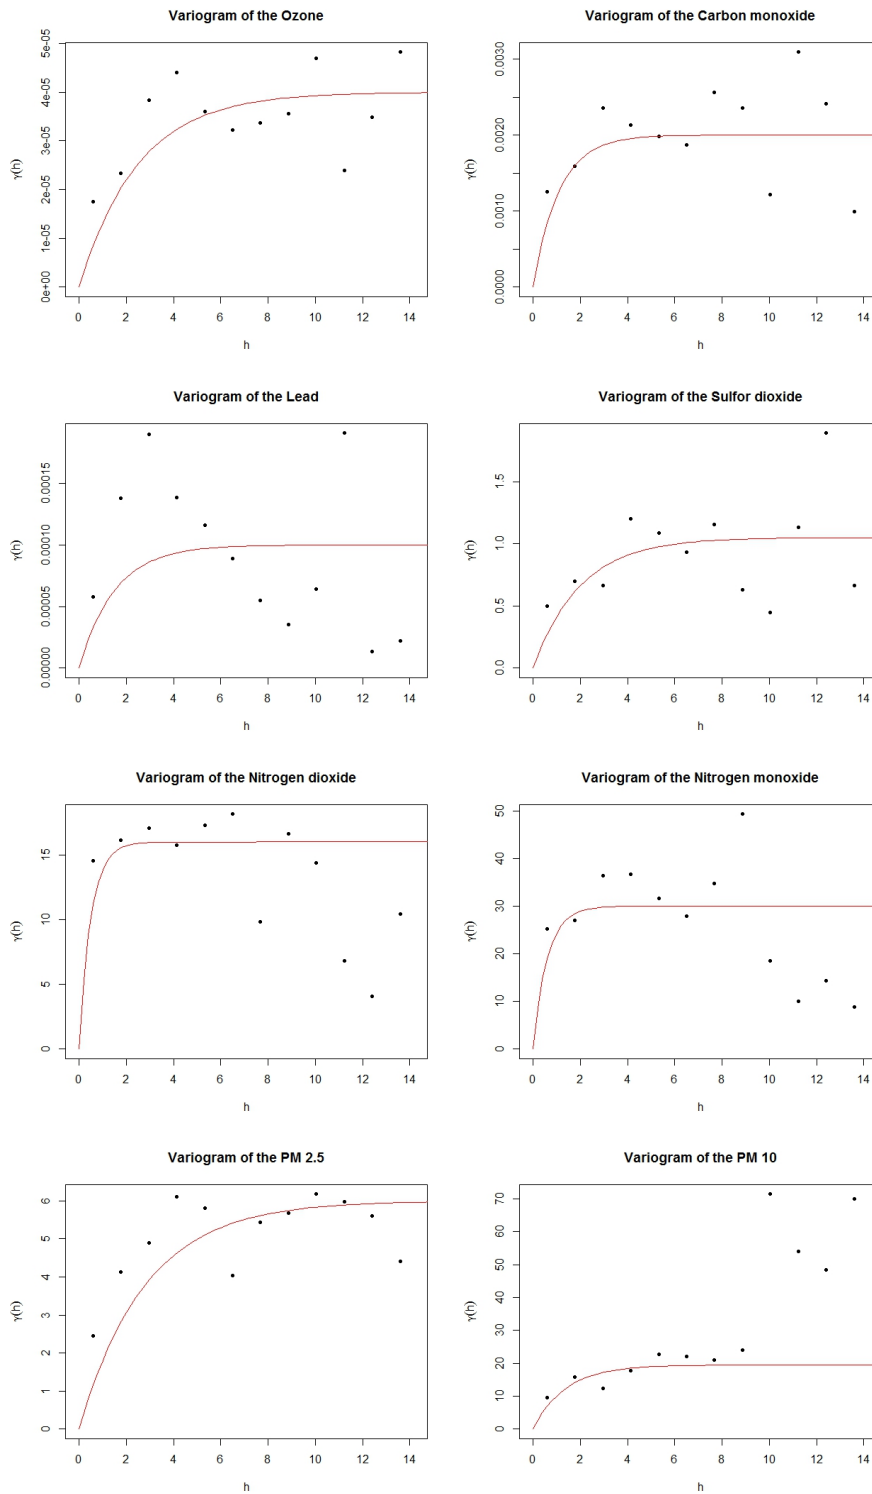 Variogram of the Ozone
Variogram of the Carbon monoxide
γ(h)
0e+00 1e-05 2e-05 3e-05 4e-05 5e-05
0 2 4 6 8 10 12 14
h
γ(h)
0.0000 0.0010 0.0020 0.0030
0 2 4 6 8 10 12 14
h
Variogram of the Lead
Variogram of the Sulfor dioxide
γ(h)
0.00000 0.00005 0.00010 0.00015
0 2 4 6 8 10 12 14
h
γ(h)
0.0 0.5 1.0 1.5
0 2 4 6 8 10 12 14
h
Variogram of the Nitrogen dioxide
Variogram of the Nitrogen monoxide
γ(h)
0 5 10 15
0 2 4 6 8 10 12 14
h
γ(h)
0 10 20 30 40 50
0 2 4 6 8 10 12 14
h
Variogram of the PM 2.5
Variogram of the PM 10
γ(h)
0 1 2 3 4 5 6
0 2 4 6 8 10 12 14
h
γ(h)
0 10 20 30 40 50 60 70
0 2 4 6 8 10 12 14
h